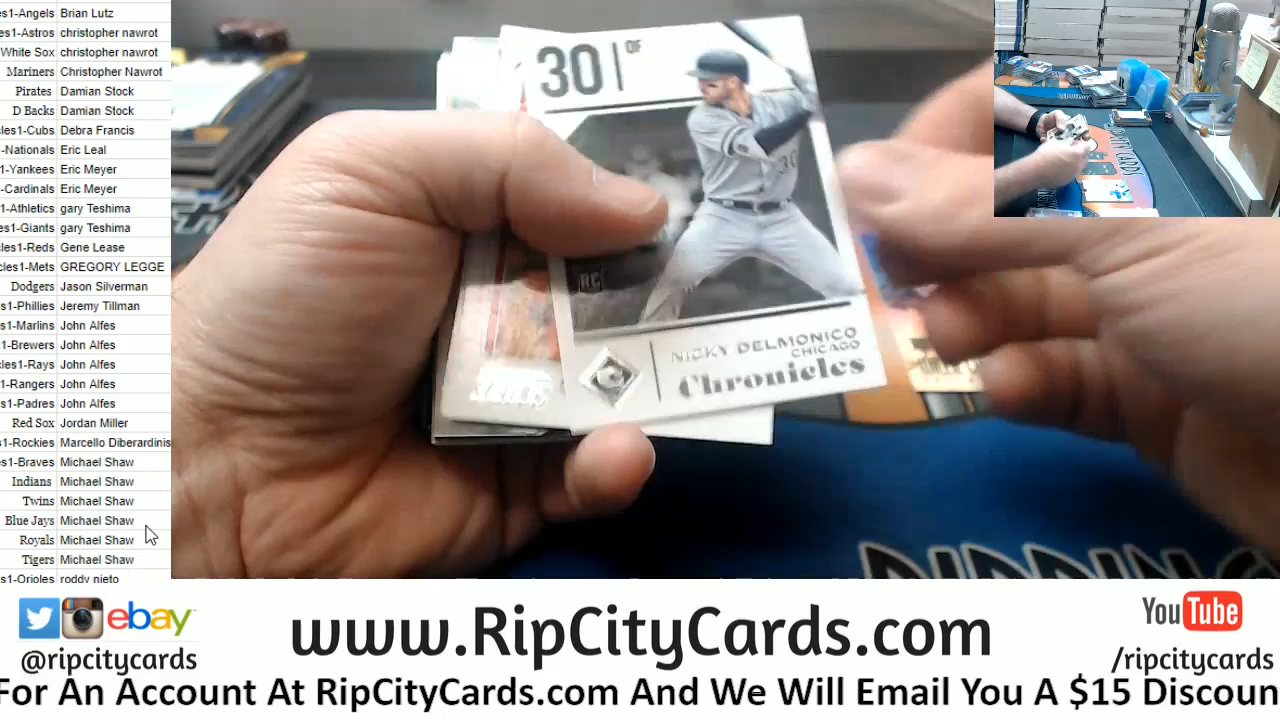 es1-Angels Brian Lutz
s1-Astros christopher nawrot
White Sox christopher nawrot
Mariners Christopher Nawrot
Pirates Damian Stock
D Backs Damian Stock
cles1-Cubs Debra Francis
-Nationals Eric Leal
1-Yankees Eric Meyer
-Cardinals Eric Meyer
1-Athletics gary Teshima
s1-Giants gary Teshima
cles1-Reds Gene Lease
cles1-Mets GREGORY LEGGE
Dodgers Jason Silverman
s1-Phillies Jeremy Tillman
s1-Marlins John Alfes
1-Brewers John Alfes
cles1-Rays John Alfes
1-Rangers John Alfes
s1-Padres John Alfes
Red Sox Jordan Miller
s1-Rockies Marcello Diberardinis
es1-Braves Michael Shaw
Indians Michael Shaw
Twins Michael Shaw
Blue Jays Michael Shaw
Royals Michael Shaw
Tigers Michael Shaw
s1-Orioles roddy nieto
30 OF
30
RC
NICKY DELMONICO
CHICAGO
Chronicles
RIPPING
ebay
@ripcitycards
www.RipCityCards.com
YouTube
/ripcitycards
For An Account At RipCityCards.com And We Will Email You A $15 Discoun